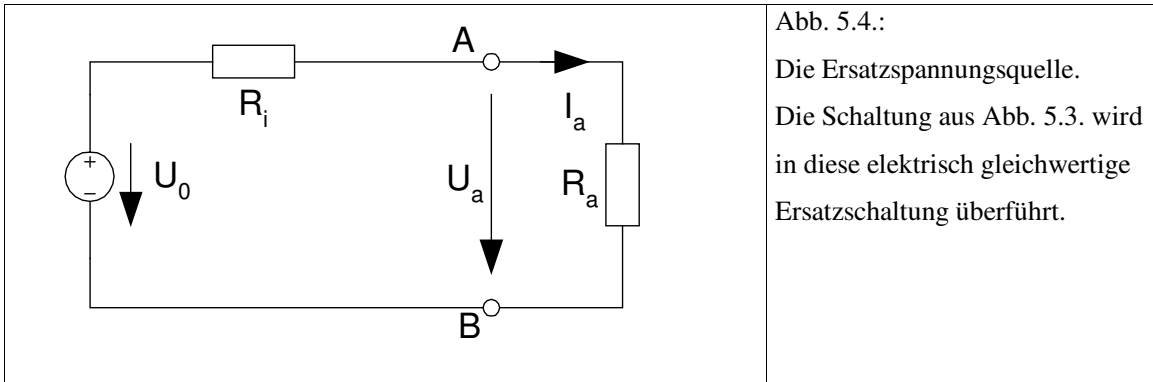 A
R_i
I_a
+
−
U_0
U_a
R_a
B
Abb. 5.4.:
Die Ersatzspannungsquelle.
Die Schaltung aus Abb. 5.3. wird
in diese elektrisch gleichwertige
Ersatzschaltung überführt.